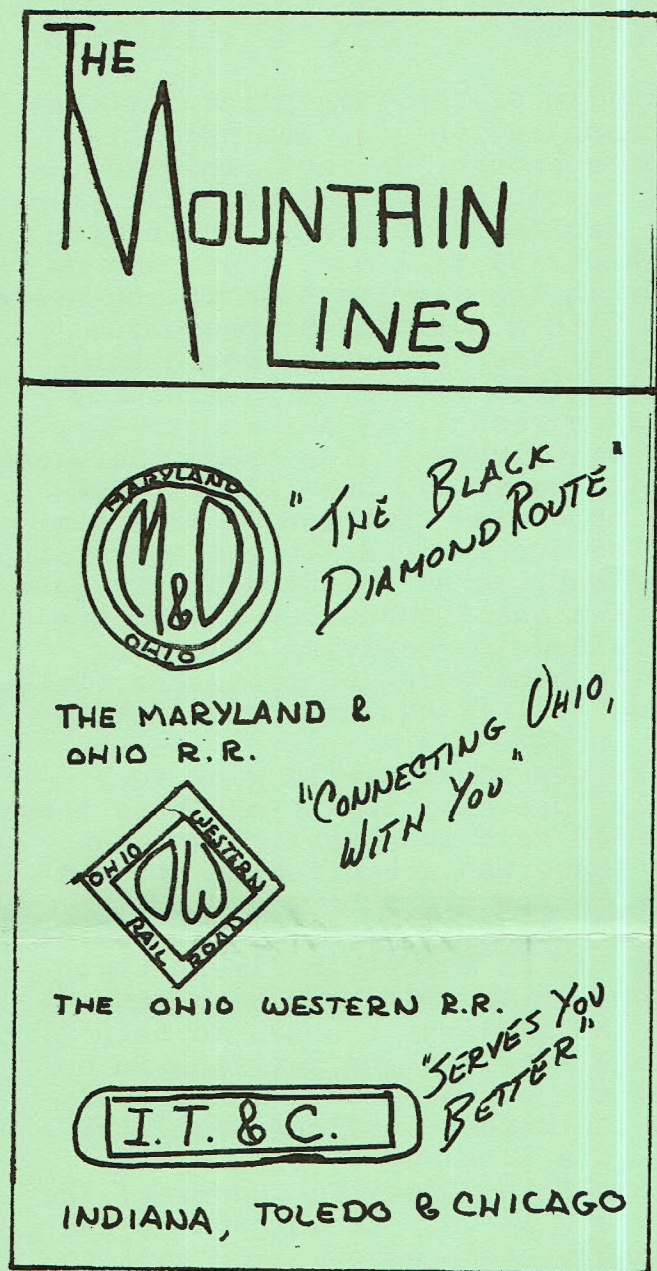 THE
MOUNTAIN
LINES
MARYLAND
M&O
OHIO
"THE BLACK
DIAMOND ROUTE"
THE MARYLAND &
OHIO R.R.
"CONNECTING OHIO,
WITH YOU"
OHIO WESTERN
OW
RAIL ROAD
THE OHIO WESTERN R.R.
"SERVES YOU
BETTER"
I.T. & C.
INDIANA, TOLEDO & CHICAGO